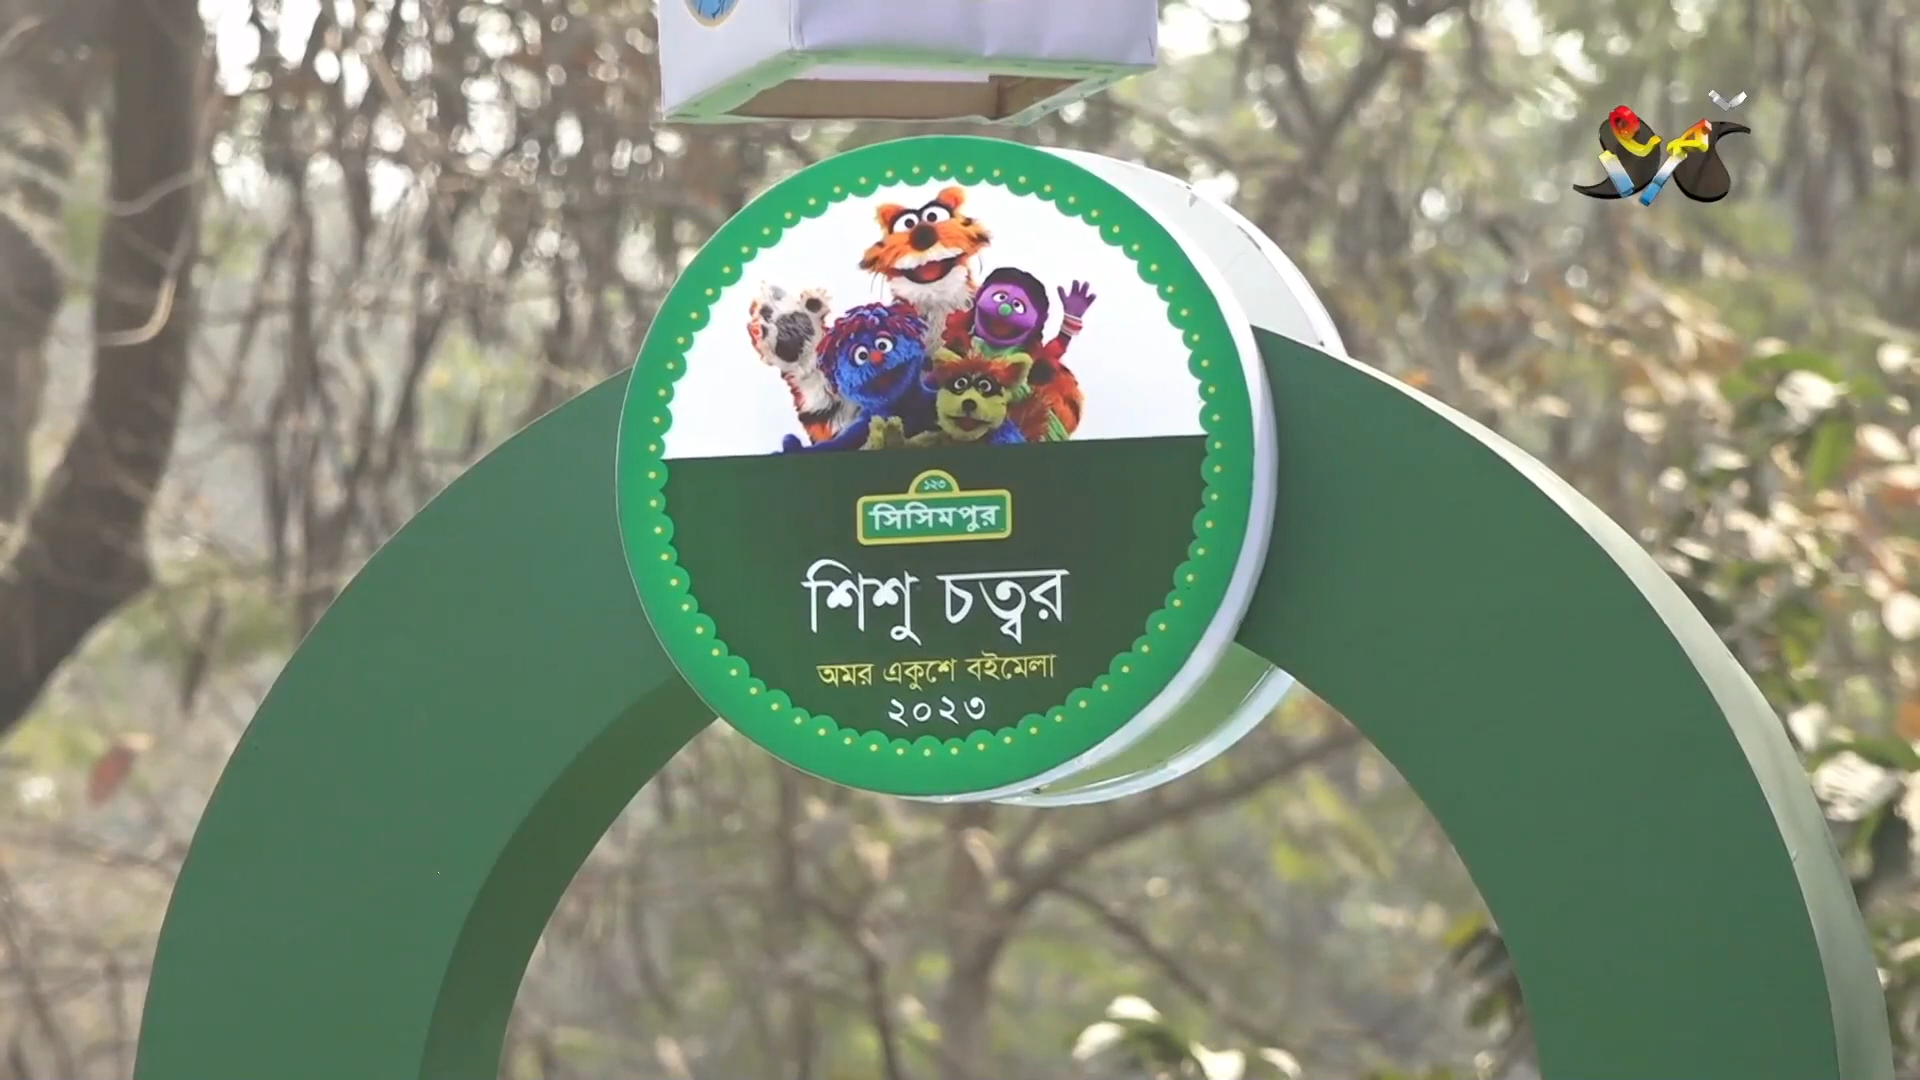 ১২৩
সিসিমপুর
শিশু চত্বর
অমর একুশে বইমেলা
২০২৩